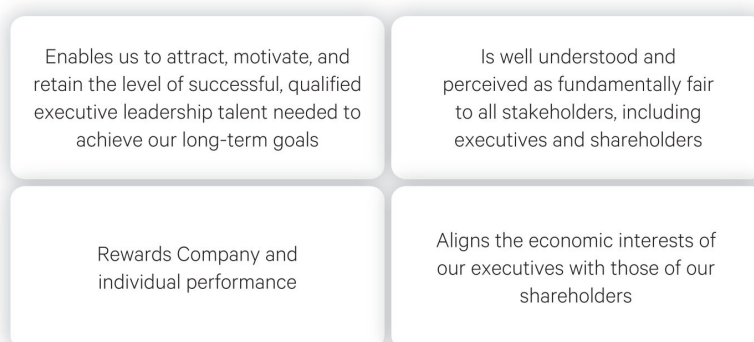 Enables us to attract, motivate, and
retain the level of successful, qualified
executive leadership talent needed to
achieve our long-term goals
Is well understood and
perceived as fundamentally fair
to all stakeholders, including
executives and shareholders
Rewards Company and
individual performance
Aligns the economic interests of
our executives with those of our
shareholders